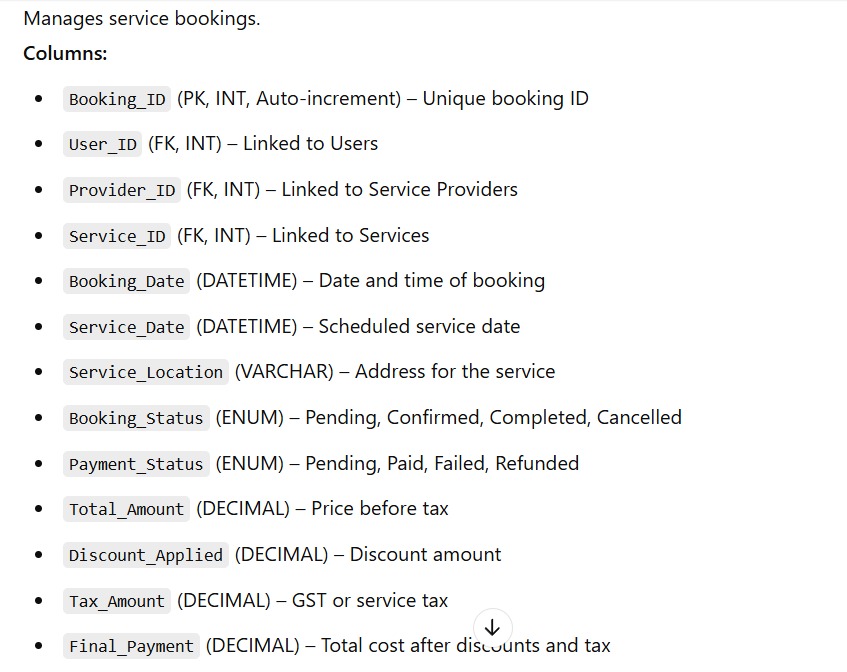 Manages service bookings.
Columns:
• Booking_ID (PK, INT, Auto-increment) – Unique booking ID
• User_ID (FK, INT) – Linked to Users
• Provider_ID (FK, INT) – Linked to Service Providers
• Service_ID (FK, INT) – Linked to Services
• Booking_Date (DATETIME) – Date and time of booking
• Service_Date (DATETIME) – Scheduled service date
• Service_Location (VARCHAR) – Address for the service
• Booking_Status (ENUM) – Pending, Confirmed, Completed, Cancelled
• Payment_Status (ENUM) – Pending, Paid, Failed, Refunded
• Total_Amount (DECIMAL) – Price before tax
• Discount_Applied (DECIMAL) – Discount amount
• Tax_Amount (DECIMAL) – GST or service tax
• Final_Payment (DECIMAL) – Total cost after discounts and tax